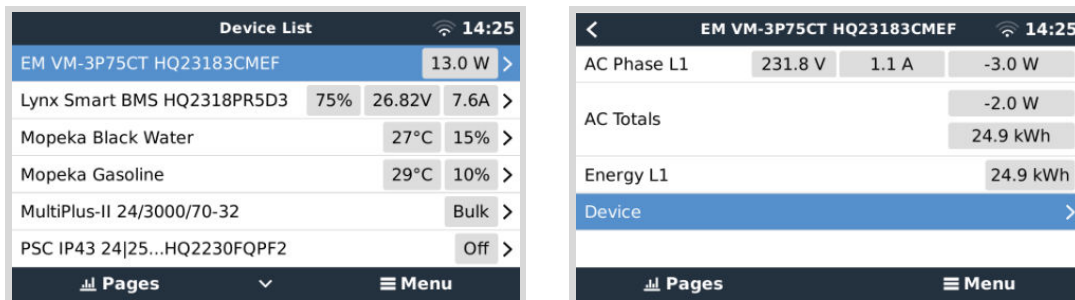 Device List 14:25
EM VM-3P75CT HQ23183CMEF 13.0 W
Lynx Smart BMS HQ2318PR5D3 75% 26.82V 7.6A
Mopeka Black Water 27°C 15%
Mopeka Gasoline 29°C 10%
MultiPlus-II 24/3000/70-32 Bulk
PSC IP43 24|25...HQ2230FQPF2 Off
Pages Menu
EM VM-3P75CT HQ23183CMEF 14:25
AC Phase L1 231.8 V 1.1 A -3.0 W
AC Totals -2.0 W
24.9 kWh
Energy L1 24.9 kWh
Device
Pages Menu